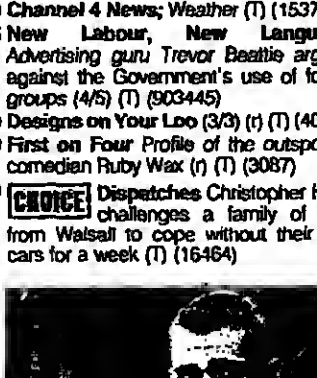 Channel 4 News; Weather (T) (1537
New Labour, New Langu
Advertising guru Trevor Beattie arg
against the Government's use of fo
groups (4/5) (T) (903445)
Designs on Your Loo (3/3) (r) (T) (40
First on Four Profile of the outspo
comedian Ruby Wax (r) (T) (3087)
CHOICE Dispatches Christopher H
challenges a family of
from Walsall to cope without their
cars for a week (T) (16464)